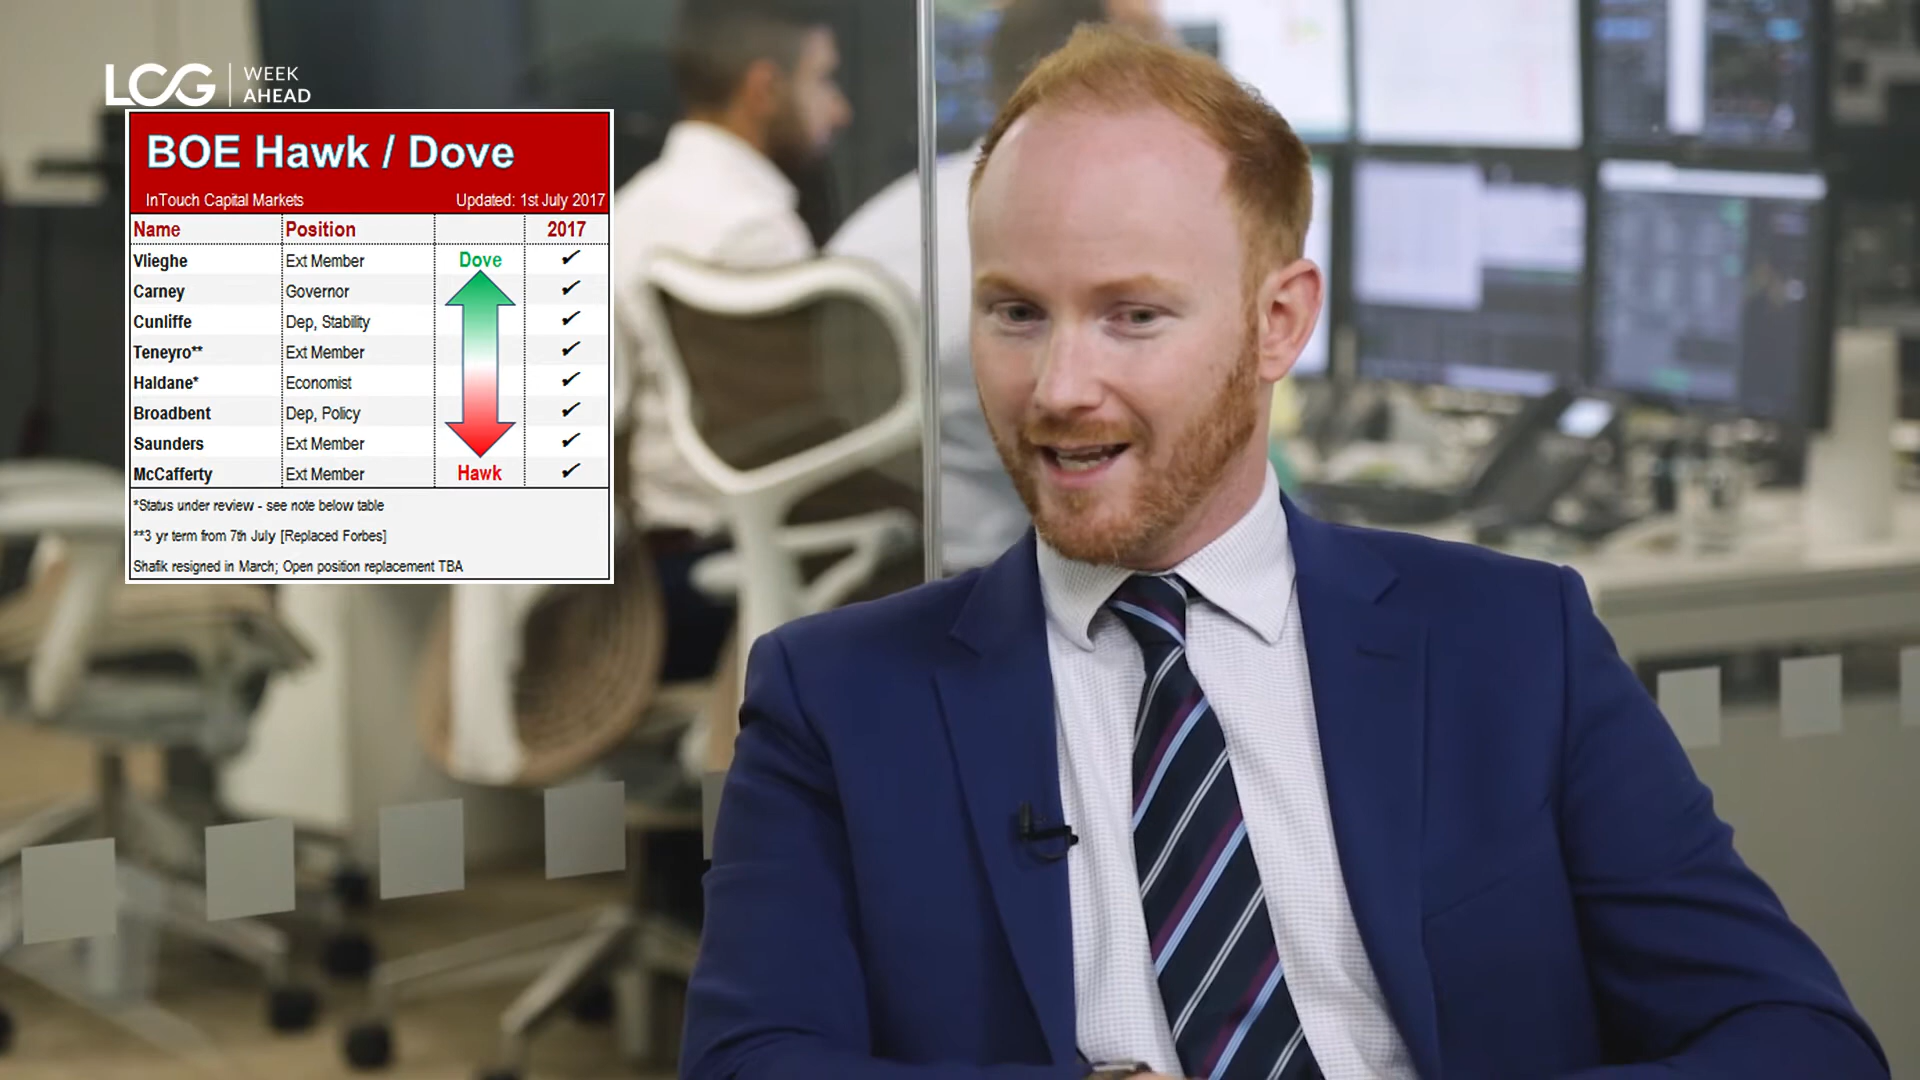 LCG WEEK
AHEAD
BOE Hawk / Dove
InTouch Capital Markets Updated: 1st July 2017
Name Position 2017
Vlieghe Ext Member Dove ✓
Carney Governor ✓
Cunliffe Dep, Stability ✓
Teneyro** Ext Member ✓
Haldane* Economist ✓
Broadbent Dep, Policy ✓
Saunders Ext Member ✓
McCafferty Ext Member Hawk ✓
*Status under review - see note below table
**3 yr term from 7th July [Replaced Forbes]
Shafik resigned in March; Open position replacement TBA